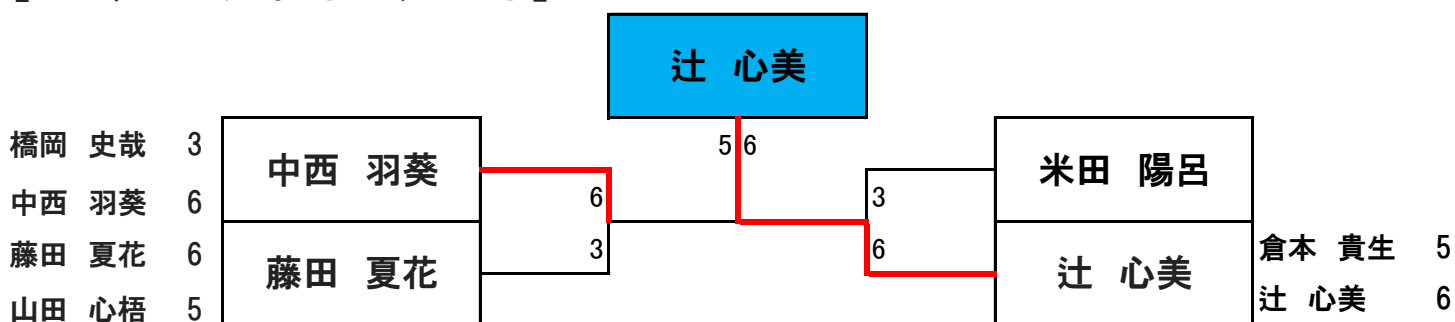 辻 心美
橋岡 史哉 3
中西 羽葵 6
藤田 夏花 6
山田 心悟 5
中西 羽葵
藤田 夏花
6
3
5 6
3
6
米田 陽呂
辻 心美
倉本 貴生 5
辻 心美 6